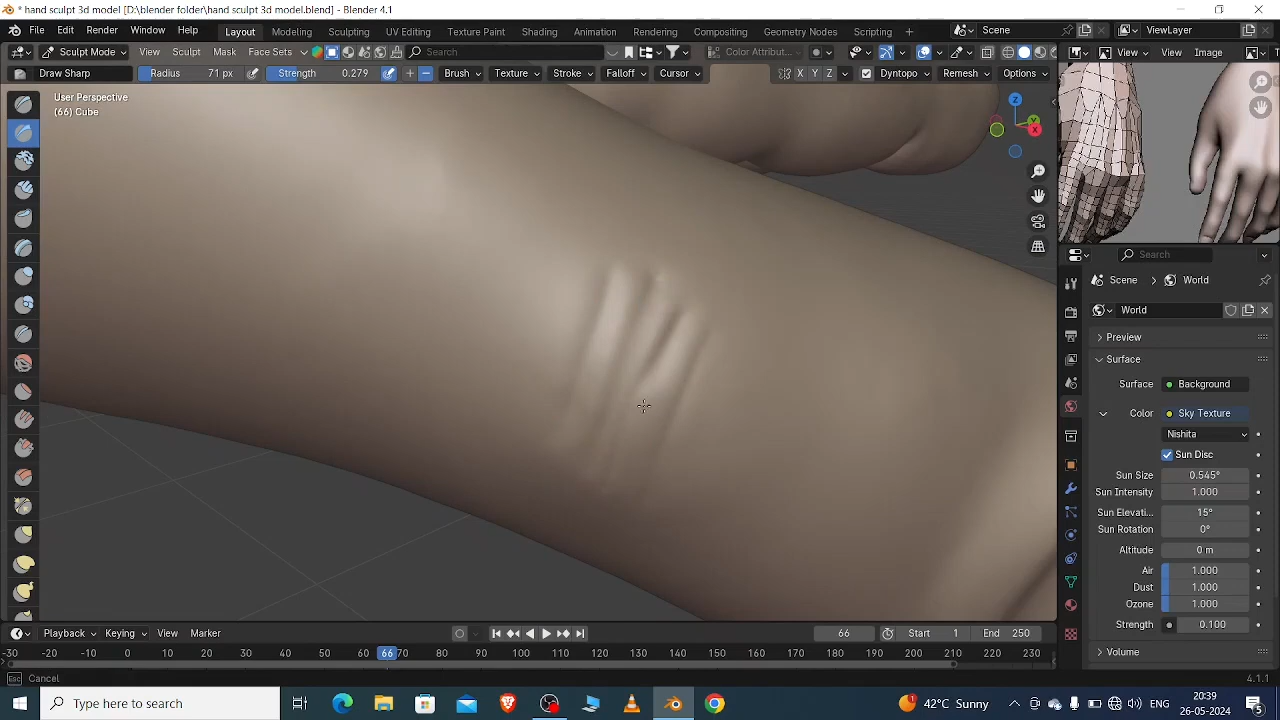 * hand sculpt 3d model [D:\blender folder\hand sculpt 3d model.blend] - Blender 4.1
File Edit Render Window Help Layout Modeling Sculpting UV Editing Texture Paint Shading Animation Rendering Compositing Geometry Nodes Scripting + Scene ViewLayer
Sculpt Mode View Sculpt Mask Face Sets Search Color Attribut... View View Image
Draw Sharp Radius 71 px Strength 0.279 Brush Texture Stroke Falloff Cursor X Y Z Dyntopo Remesh Options
User Perspective
(66) Cube
Z
Y
X
Search
Scene World
World
Preview
Surface
Surface Background
Color Sky Texture
Nishita
Sun Disc
Sun Size 0.545°
Sun Intensity 1.000
Sun Elevati... 15°
Sun Rotation 0°
Altitude 0 m
Air 1.000
Dust 1.000
Ozone 1.000
Strength 0.100
Volume
Playback Keying View Marker 66 Start 1 End 250
-30 -20 -10 0 10 20 30 40 50 66 70 80 90 100 110 120 130 140 150 160 170 180 190 200 210 220 230
Esc Cancel 4.1.1
Type here to search 1 42°C Sunny ENG 20:39 26-05-2024 5